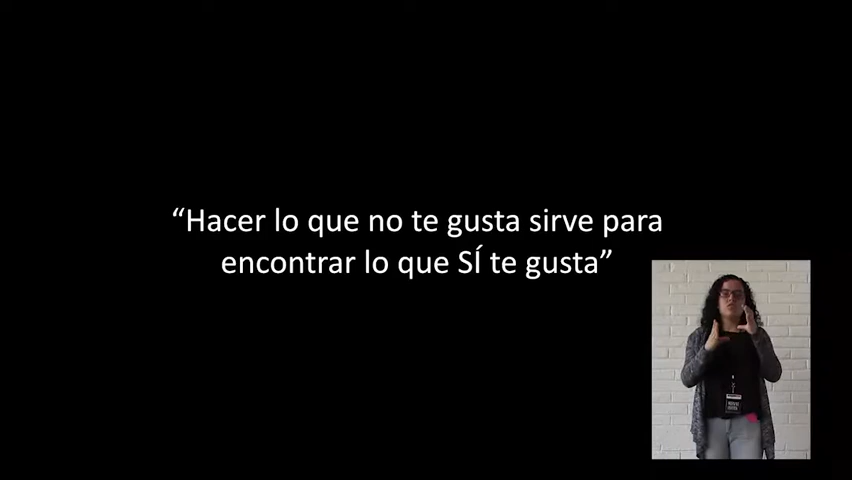 “Hacer lo que no te gusta sirve para
encontrar lo que SÍ te gusta”